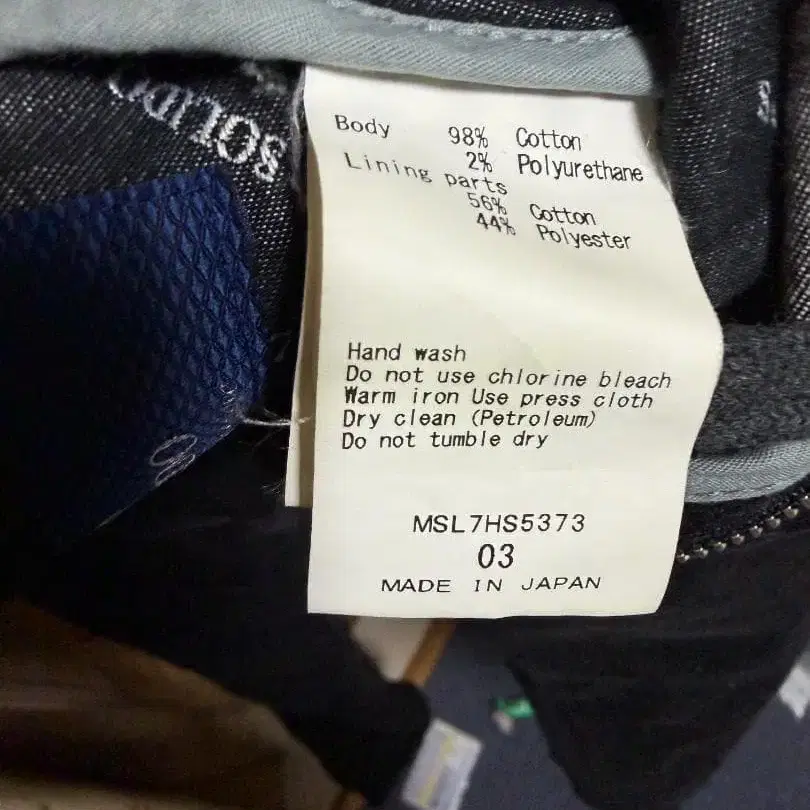 SOLIDO
Body 98% Cotton
2% Polyurethane
Lining parts
56% Cotton
44% Polyester
Hand wash
Do not use chlorine bleach
Warm iron Use press cloth
Dry clean (Petroleum)
Do not tumble dry
MSL7HS5373
03
MADE IN JAPAN